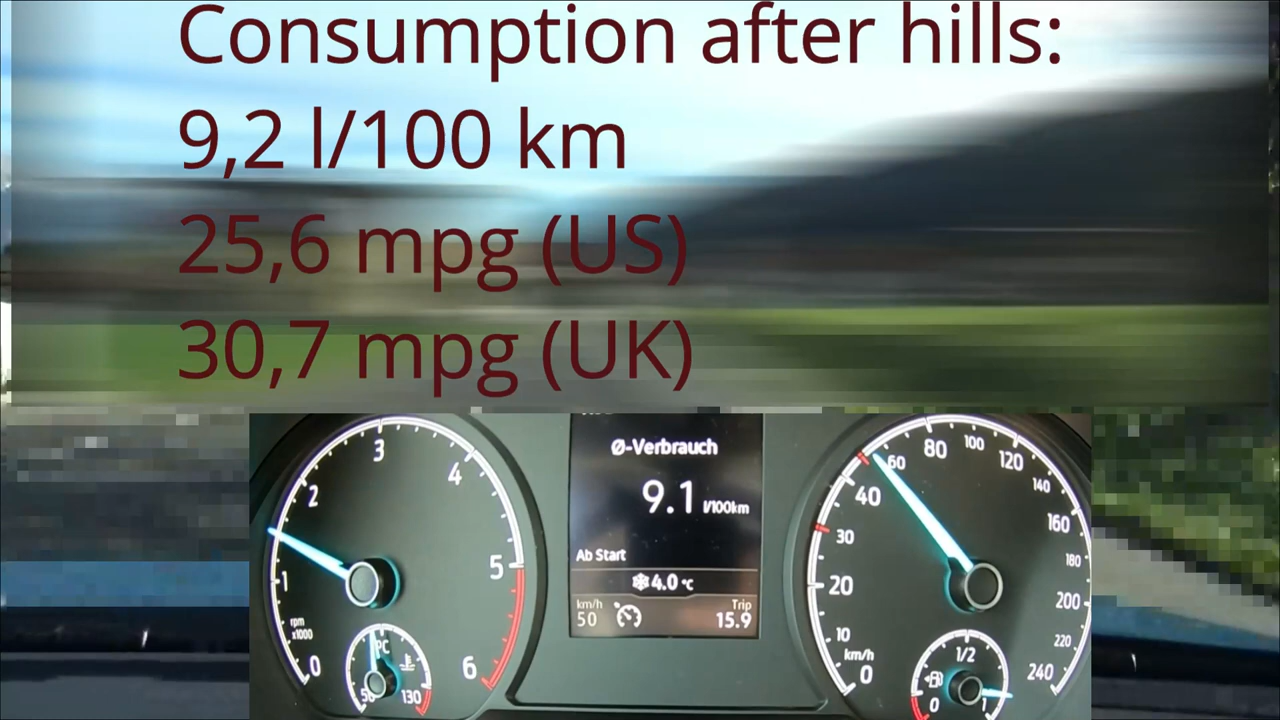 Consumption after hills:
9,2 l/100 km
25,6 mpg (US)
30,7 mpg (UK)
Ø-Verbrauch
9.1 l/100km
Ab Start
4.0 °C
km/h
50
Trip
15.9
0
1
2
3
4
5
6
rpm
x1000
50
130
0
10
20
30
40
60
80
100
120
140
160
180
200
220
240
km/h
0
1/2
1